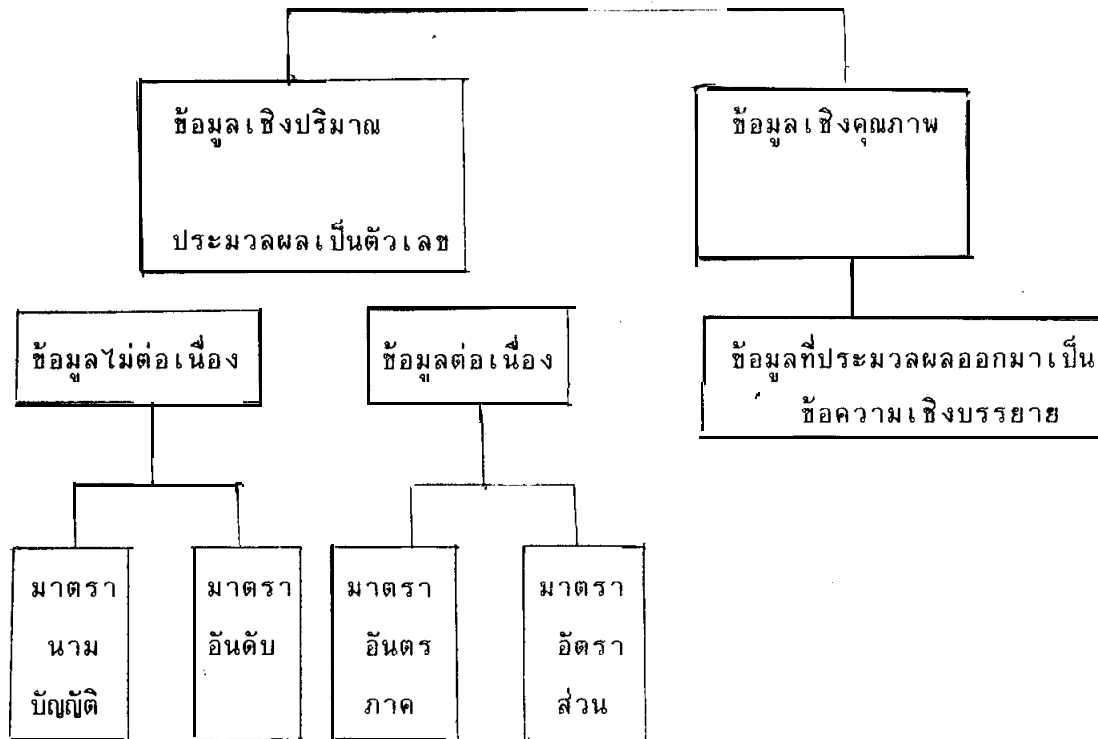 ข้อมูลเชิงปริมาณ
ประมวลผลเป็นตัวเลข
ข้อมูลเชิงคุณภาพ
ข้อมูลไม่ต่อเนื่อง
ข้อมูลต่อเนื่อง
ข้อมูลที่ประมวลผลออกมาเป็น
ข้อความเชิงบรรยาย
มาตรา
นาม
บัญญัติ
มาตรา
อันดับ
มาตรา
อันตร
ภาค
มาตรา
อัตรา
ส่วน